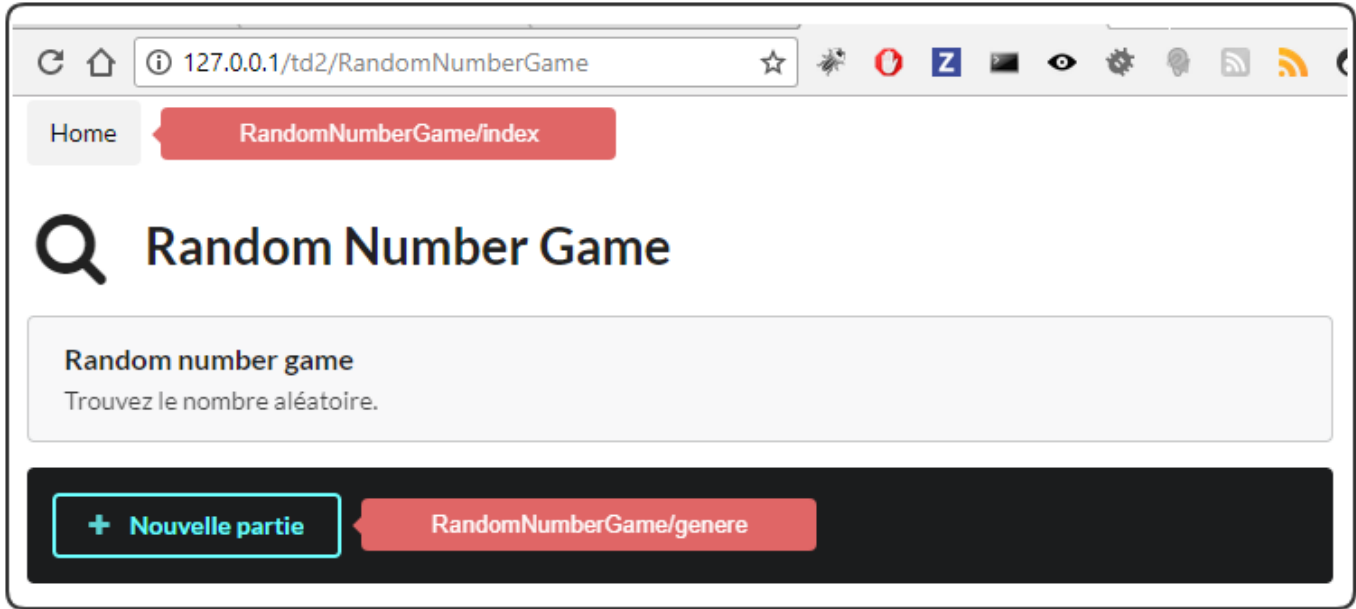 127.0.0.1/td2/RandomNumberGame
Z
Home
RandomNumberGame/index
Random Number Game
Random number game
Trouvez le nombre aléatoire.
+ Nouvelle partie
RandomNumberGame/genere